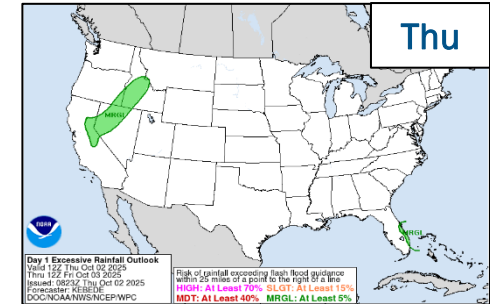 Thu
MRGL
MRGL
NOAA
Day 1 Excessive Rainfall Outlook
Valid 12Z Thu Oct 02 2025
Thru 12Z Fri Oct 03 2025
Issued: 0823Z Thu Oct 02 2025
Forecaster: KEBEDE
DOC/NOAA/NWS/NCEP/WPC
Risk of rainfall exceeding flash flood guidance
within 25 miles of a point to the right of a line
HIGH: At Least 70% SLGT: At Least 15%
MDT: At Least 40% MRGL: At Least 5%